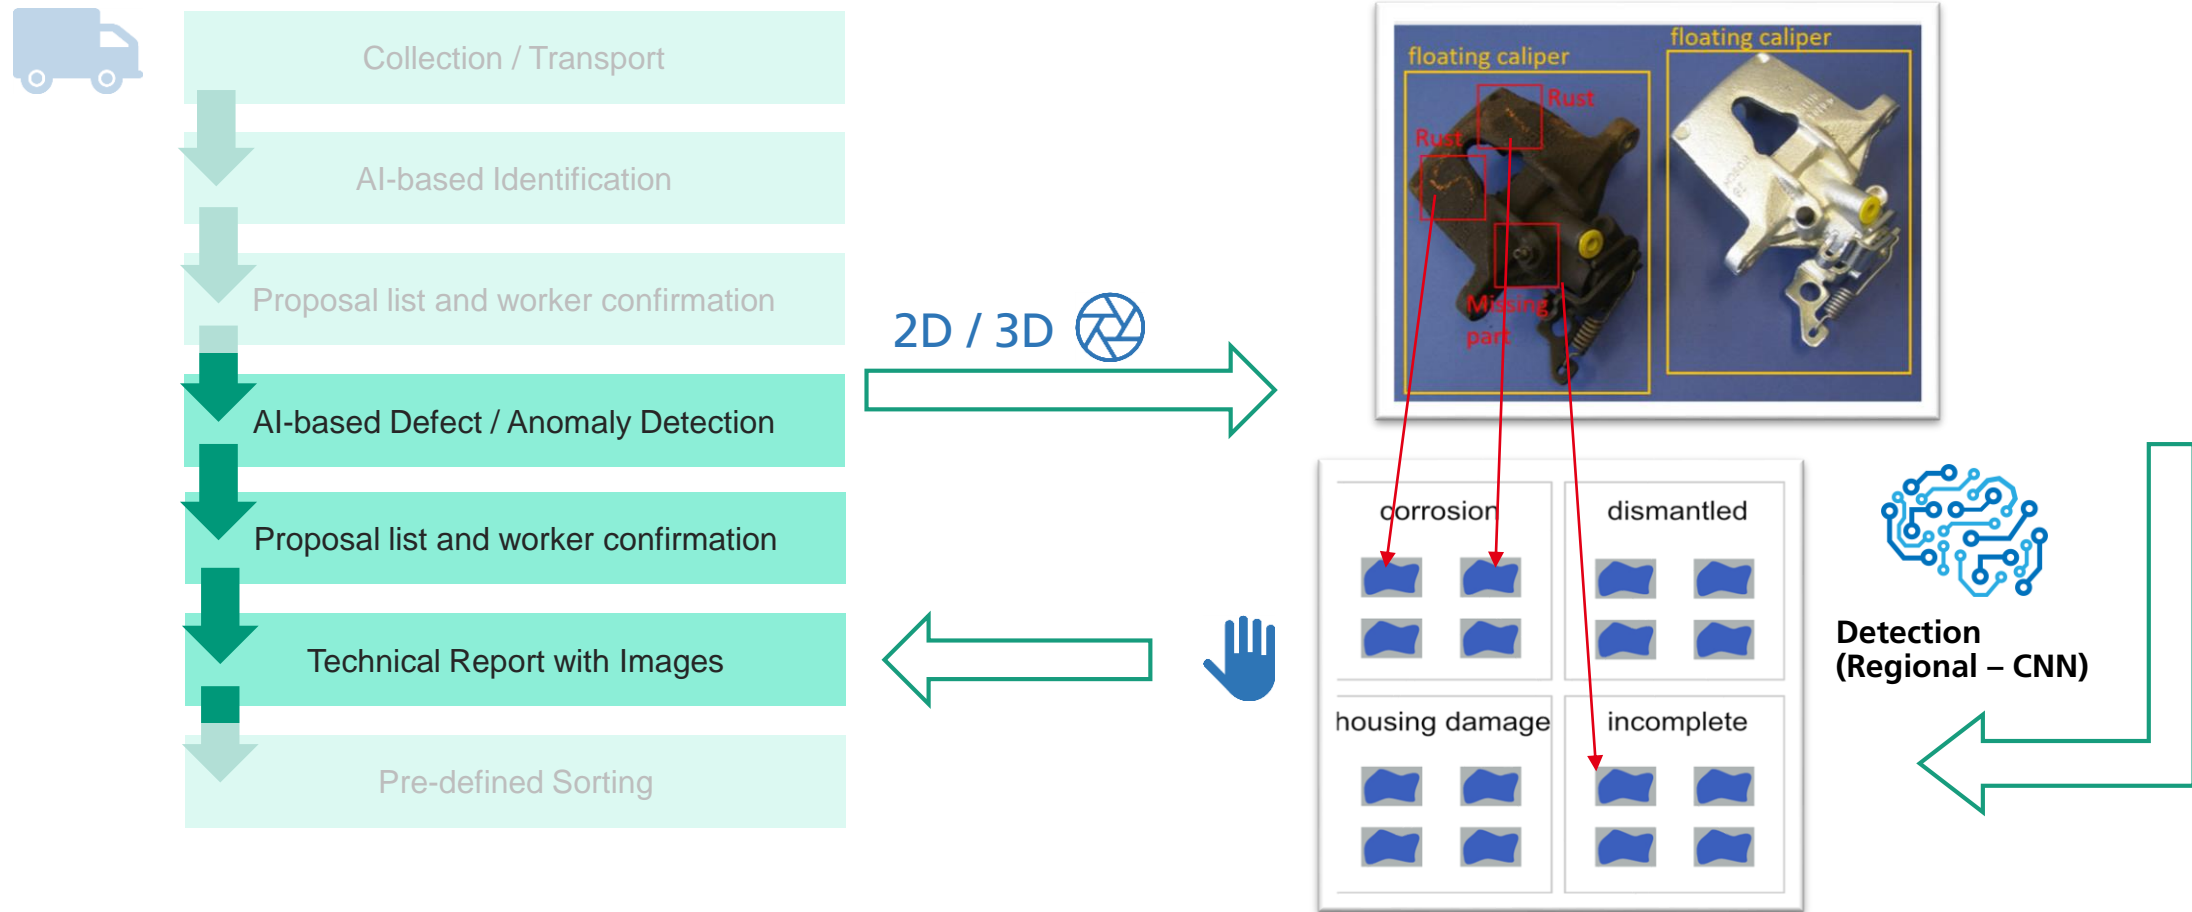 Collection / Transport
AI-based Identification
Proposal list and worker confirmation
AI-based Defect / Anomaly Detection
Proposal list and worker confirmation
Technical Report with Images
Pre-defined Sorting
2D / 3D
floating caliper
floating caliper
Rust
Rust
Missing
part
corrosion
dismantled
housing damage
incomplete
Detection
(Regional – CNN)